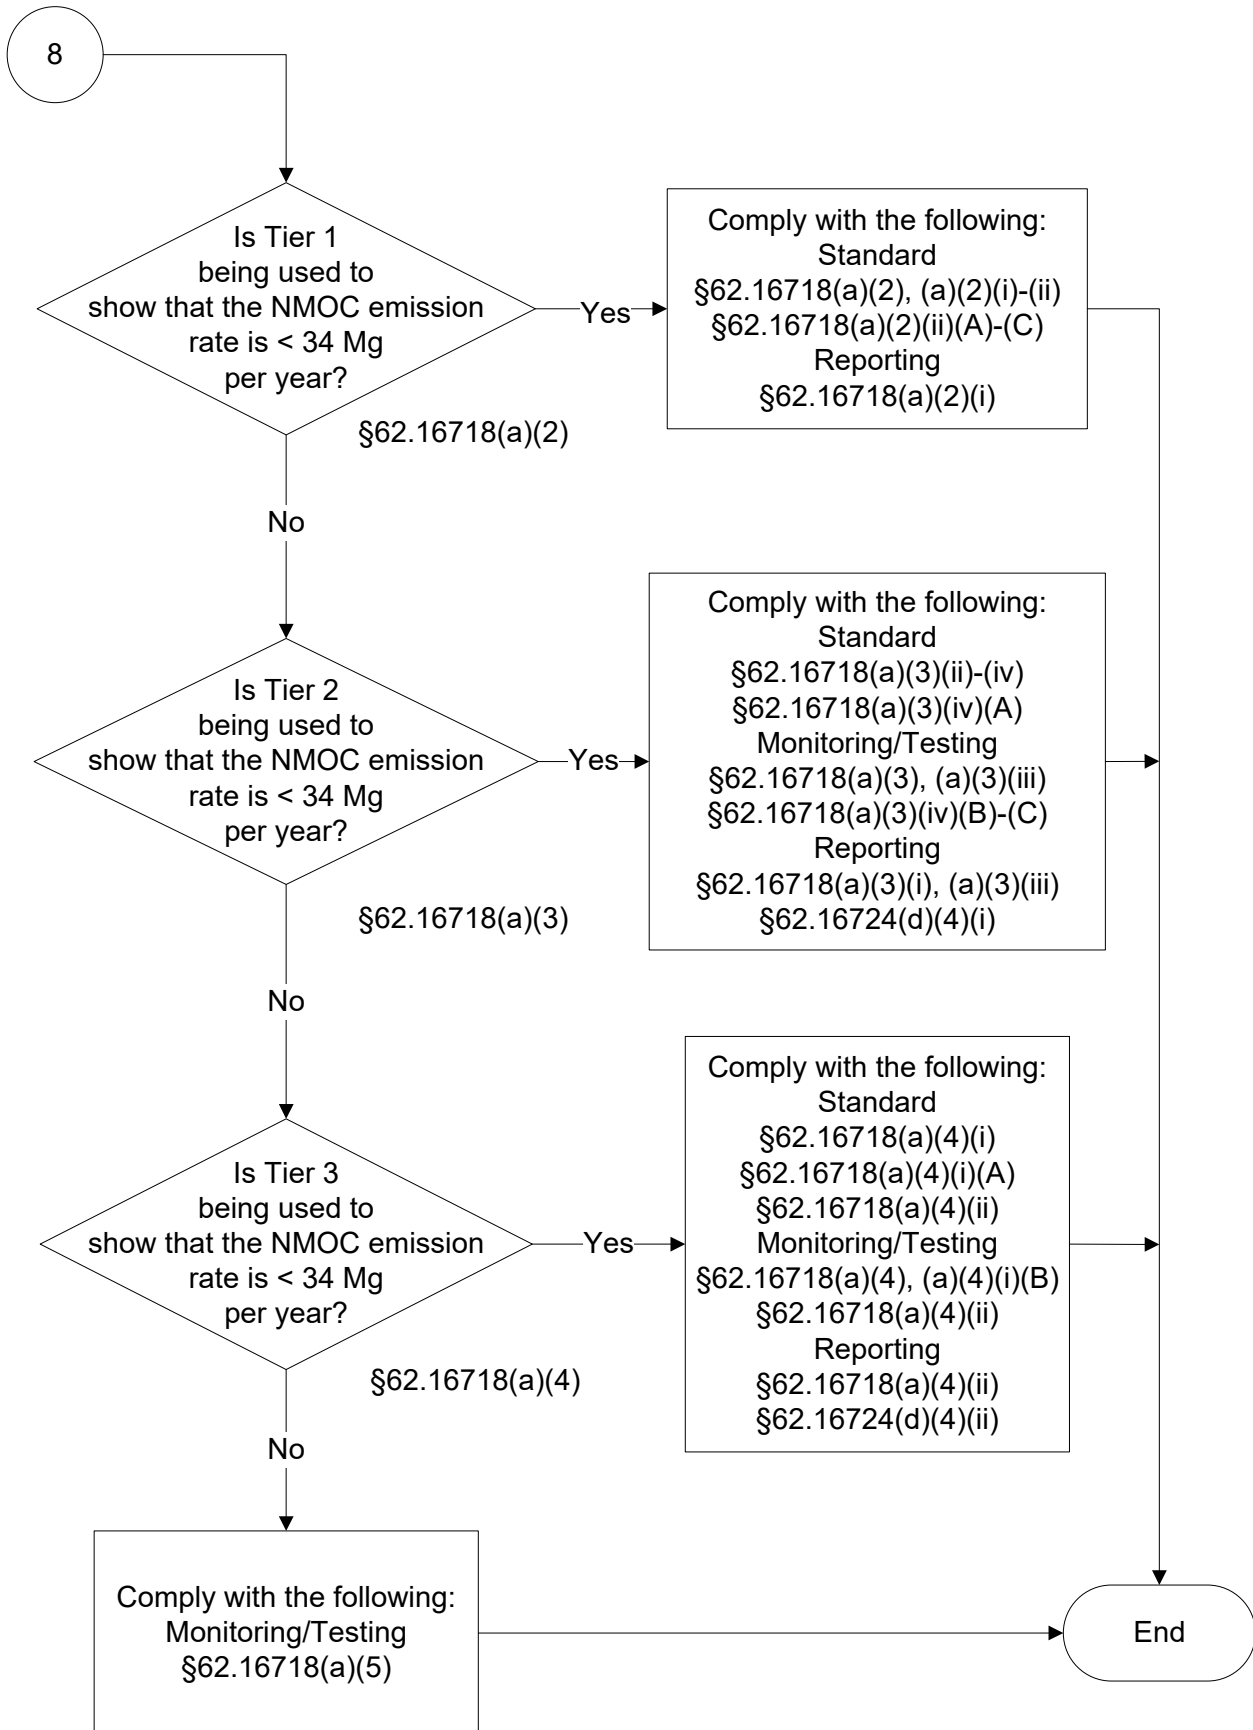 8
Is Tier 1
being used to
show that the NMOC emission
rate is < 34 Mg
per year?
Yes
Comply with the following:
Standard
§62.16718(a)(2), (a)(2)(i)-(ii)
§62.16718(a)(2)(ii)(A)-(C)
Reporting
§62.16718(a)(2)(i)
§62.16718(a)(2)
No
Is Tier 2
being used to
show that the NMOC emission
rate is < 34 Mg
per year?
Yes
Comply with the following:
Standard
§62.16718(a)(3)(ii)-(iv)
§62.16718(a)(3)(iv)(A)
Monitoring/Testing
§62.16718(a)(3), (a)(3)(iii)
§62.16718(a)(3)(iv)(B)-(C)
Reporting
§62.16718(a)(3)(i), (a)(3)(iii)
§62.16724(d)(4)(i)
§62.16718(a)(3)
No
Is Tier 3
being used to
show that the NMOC emission
rate is < 34 Mg
per year?
Yes
Comply with the following:
Standard
§62.16718(a)(4)(i)
§62.16718(a)(4)(i)(A)
§62.16718(a)(4)(ii)
Monitoring/Testing
§62.16718(a)(4), (a)(4)(i)(B)
§62.16718(a)(4)(ii)
Reporting
§62.16718(a)(4)(ii)
§62.16724(d)(4)(ii)
§62.16718(a)(4)
No
Comply with the following:
Monitoring/Testing
§62.16718(a)(5)
End